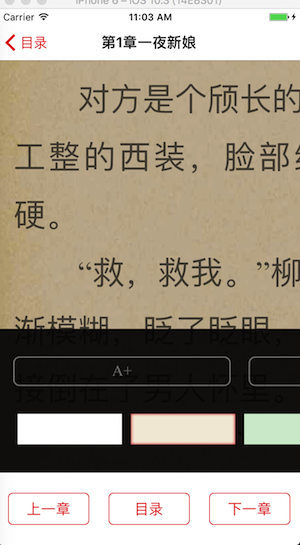 iPhone 6 – iOS 10.3 (14E8301)
Carrier 11:03 AM
目录 第1章一夜新娘
对方是个颀长的
工整的西装，脸部
硬。
“救，救我。”柳
渐模糊，眨了眨眼，
接倒在了男人怀里。
A+
上一章 目录 下一章